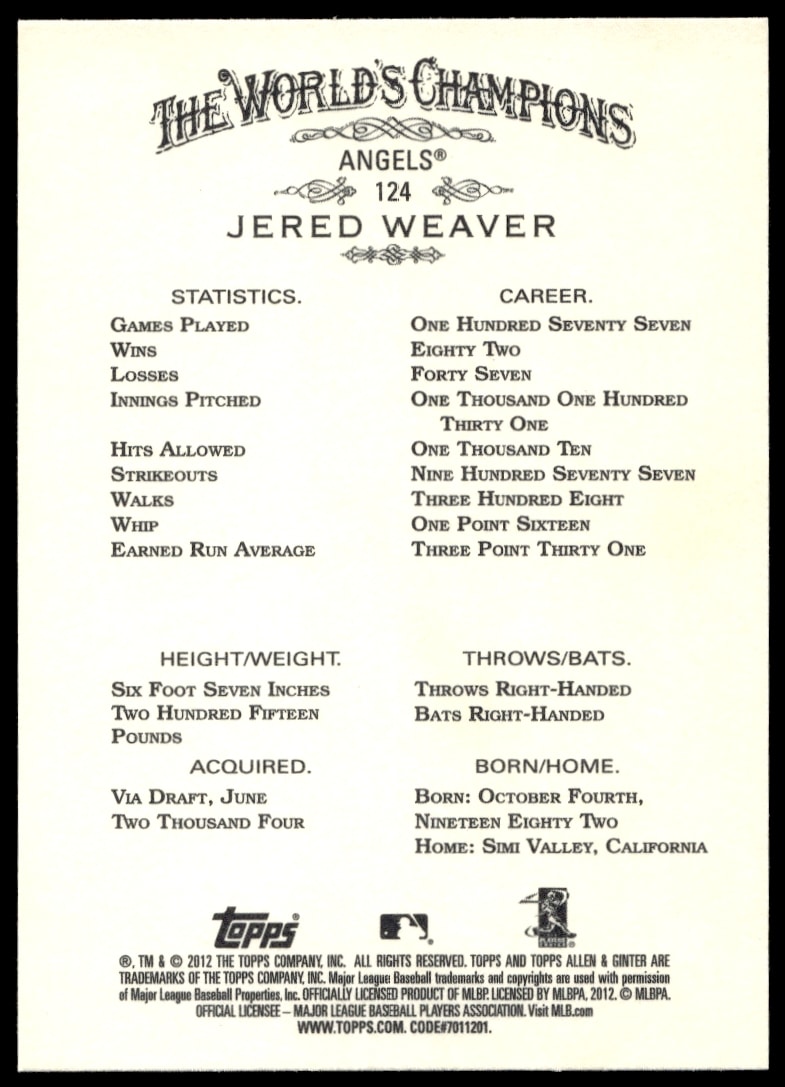 THE WORLD'S CHAMPIONS
ANGELS®
124
JERED WEAVER
STATISTICS. CAREER.
GAMES PLAYED ONE HUNDRED SEVENTY SEVEN
WINS EIGHTY TWO
LOSSES FORTY SEVEN
INNINGS PITCHED ONE THOUSAND ONE HUNDRED
THIRTY ONE
HITS ALLOWED ONE THOUSAND TEN
STRIKEOUTS NINE HUNDRED SEVENTY SEVEN
WALKS THREE HUNDRED EIGHT
WHIP ONE POINT SIXTEEN
EARNED RUN AVERAGE THREE POINT THIRTY ONE
HEIGHT/WEIGHT.
SIX FOOT SEVEN INCHES
TWO HUNDRED FIFTEEN
POUNDS
THROWS/BATS.
THROWS RIGHT-HANDED
BATS RIGHT-HANDED
ACQUIRED.
VIA DRAFT, JUNE
TWO THOUSAND FOUR
BORN/HOME.
BORN: OCTOBER FOURTH,
NINETEEN EIGHTY TWO
HOME: SIMI VALLEY, CALIFORNIA
topps®
®, TM & © 2012 THE TOPPS COMPANY, INC. ALL RIGHTS RESERVED. TOPPS AND TOPPS ALLEN & GINTER ARE
TRADEMARKS OF THE TOPPS COMPANY, INC. Major League Baseball trademarks and copyrights are used with permission
of Major League Baseball Properties, Inc. OFFICIALLY LICENSED PRODUCT OF MLBP. LICENSED BY MLBPA, 2012. © MLBPA.
OFFICIAL LICENSEE – MAJOR LEAGUE BASEBALL PLAYERS ASSOCIATION. Visit MLB.com
WWW.TOPPS.COM. CODE#7011201.